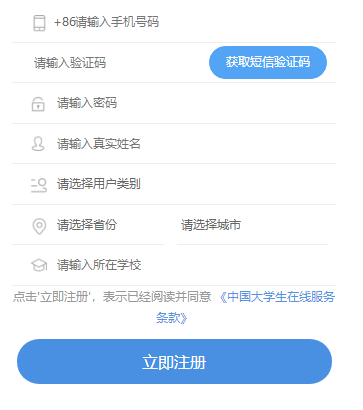 +86请输入手机号码
请输入验证码 获取短信验证码
请输入密码
请输入真实姓名
请选择用户类别
请选择省份 请选择城市
请输入所在学校
点击'立即注册'，表示已经阅读并同意 《中国大学生在线服务
条款》
立即注册